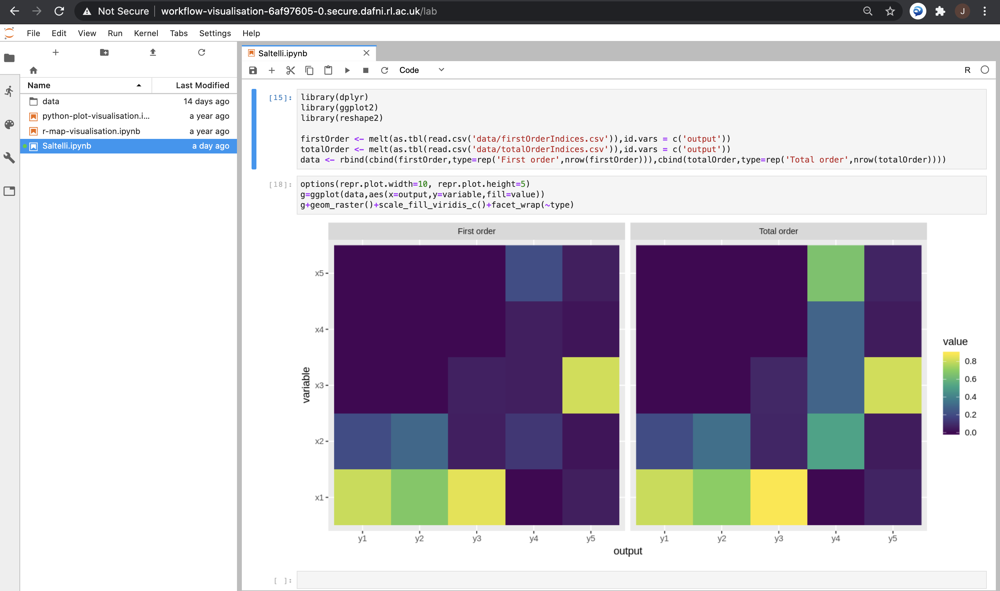 Not Secure workflow-visualisation-6af97605-0.secure.dafni.rl.ac.uk/lab J
File Edit View Run Kernel Tabs Settings Help
Name Last Modified
data 14 days ago
python-plot-visualisation.i... a year ago
r-map-visualisation.ipynb a year ago
Saltelli.ipynb a day ago
Saltelli.ipynb
Code R
[15]:
library(dplyr)
library(ggplot2)
library(reshape2)
firstOrder <- melt(as.tbl(read.csv('data/firstOrderIndices.csv')),id.vars = c('output'))
totalOrder <- melt(as.tbl(read.csv('data/totalOrderIndices.csv')),id.vars = c('output'))
data <- rbind(cbind(firstOrder,type=rep('First order',nrow(firstOrder))),cbind(totalOrder,type=rep('Total order',nrow(totalOrder))))
[18]:
options(repr.plot.width=10, repr.plot.height=5)
g=ggplot(data,aes(x=output,y=variable,fill=value))
g+geom_raster()+scale_fill_viridis_c()+facet_wrap(~type)
First order Total order
variable
x5
x4
x3
x2
x1
y1 y2 y3 y4 y5 y1 y2 y3 y4 y5
output
value
0.8
0.6
0.4
0.2
0.0
[ ]: